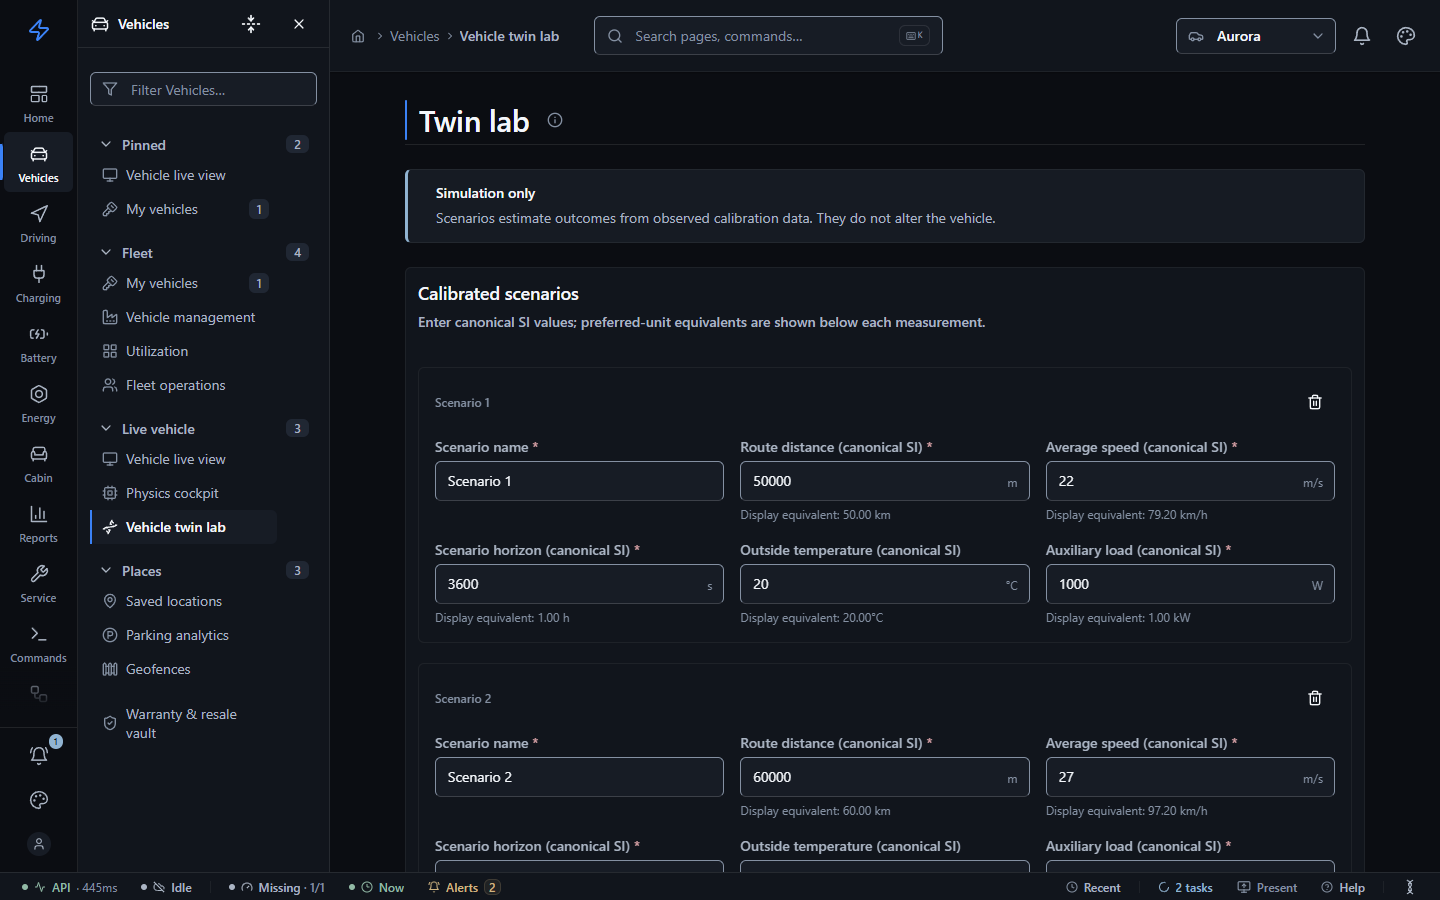 Vehicles
Vehicles
Vehicle twin lab
Search pages, commands...
K
Aurora
Filter Vehicles...
Home
Vehicles
Driving
Charging
Battery
Energy
Cabin
Reports
Service
Commands
1
Pinned
2
Vehicle live view
My vehicles
1
Fleet
4
My vehicles
1
Vehicle management
Utilization
Fleet operations
Live vehicle
3
Vehicle live view
Physics cockpit
Vehicle twin lab
Places
3
Saved locations
Parking analytics
Geofences
Warranty & resale
vault
Twin lab
Simulation only
Scenarios estimate outcomes from observed calibration data. They do not alter the vehicle.
Calibrated scenarios
Enter canonical SI values; preferred-unit equivalents are shown below each measurement.
Scenario 1
Scenario name *
Route distance (canonical SI) *
Average speed (canonical SI) *
Scenario 1
50000 m
22 m/s
Display equivalent: 50.00 km
Display equivalent: 79.20 km/h
Scenario horizon (canonical SI) *
Outside temperature (canonical SI)
Auxiliary load (canonical SI) *
3600 s
20 °C
1000 W
Display equivalent: 1.00 h
Display equivalent: 20.00°C
Display equivalent: 1.00 kW
Scenario 2
Scenario name *
Route distance (canonical SI) *
Average speed (canonical SI) *
Scenario 2
60000 m
27 m/s
Display equivalent: 60.00 km
Display equivalent: 97.20 km/h
Scenario horizon (canonical SI) *
Outside temperature (canonical SI)
Auxiliary load (canonical SI) *
API · 445ms
Idle
Missing · 1/1
Now
Alerts 2
Recent
2 tasks
Present
Help